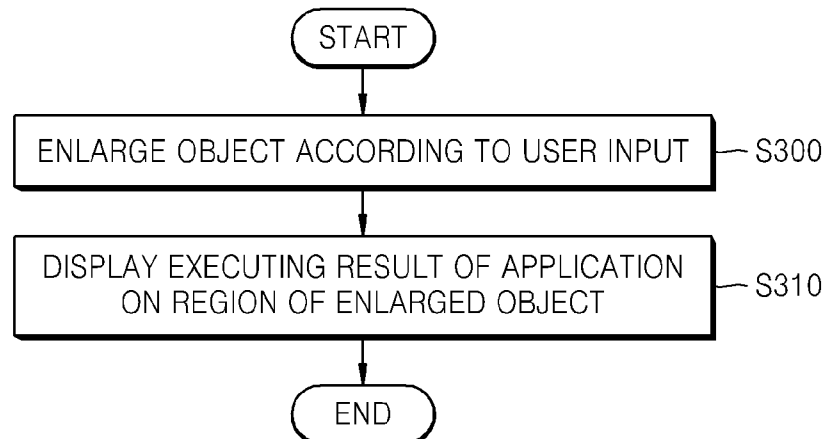 START
ENLARGE OBJECT ACCORDING TO USER INPUT
S300
DISPLAY EXECUTING RESULT OF APPLICATION
ON REGION OF ENLARGED OBJECT
S310
END